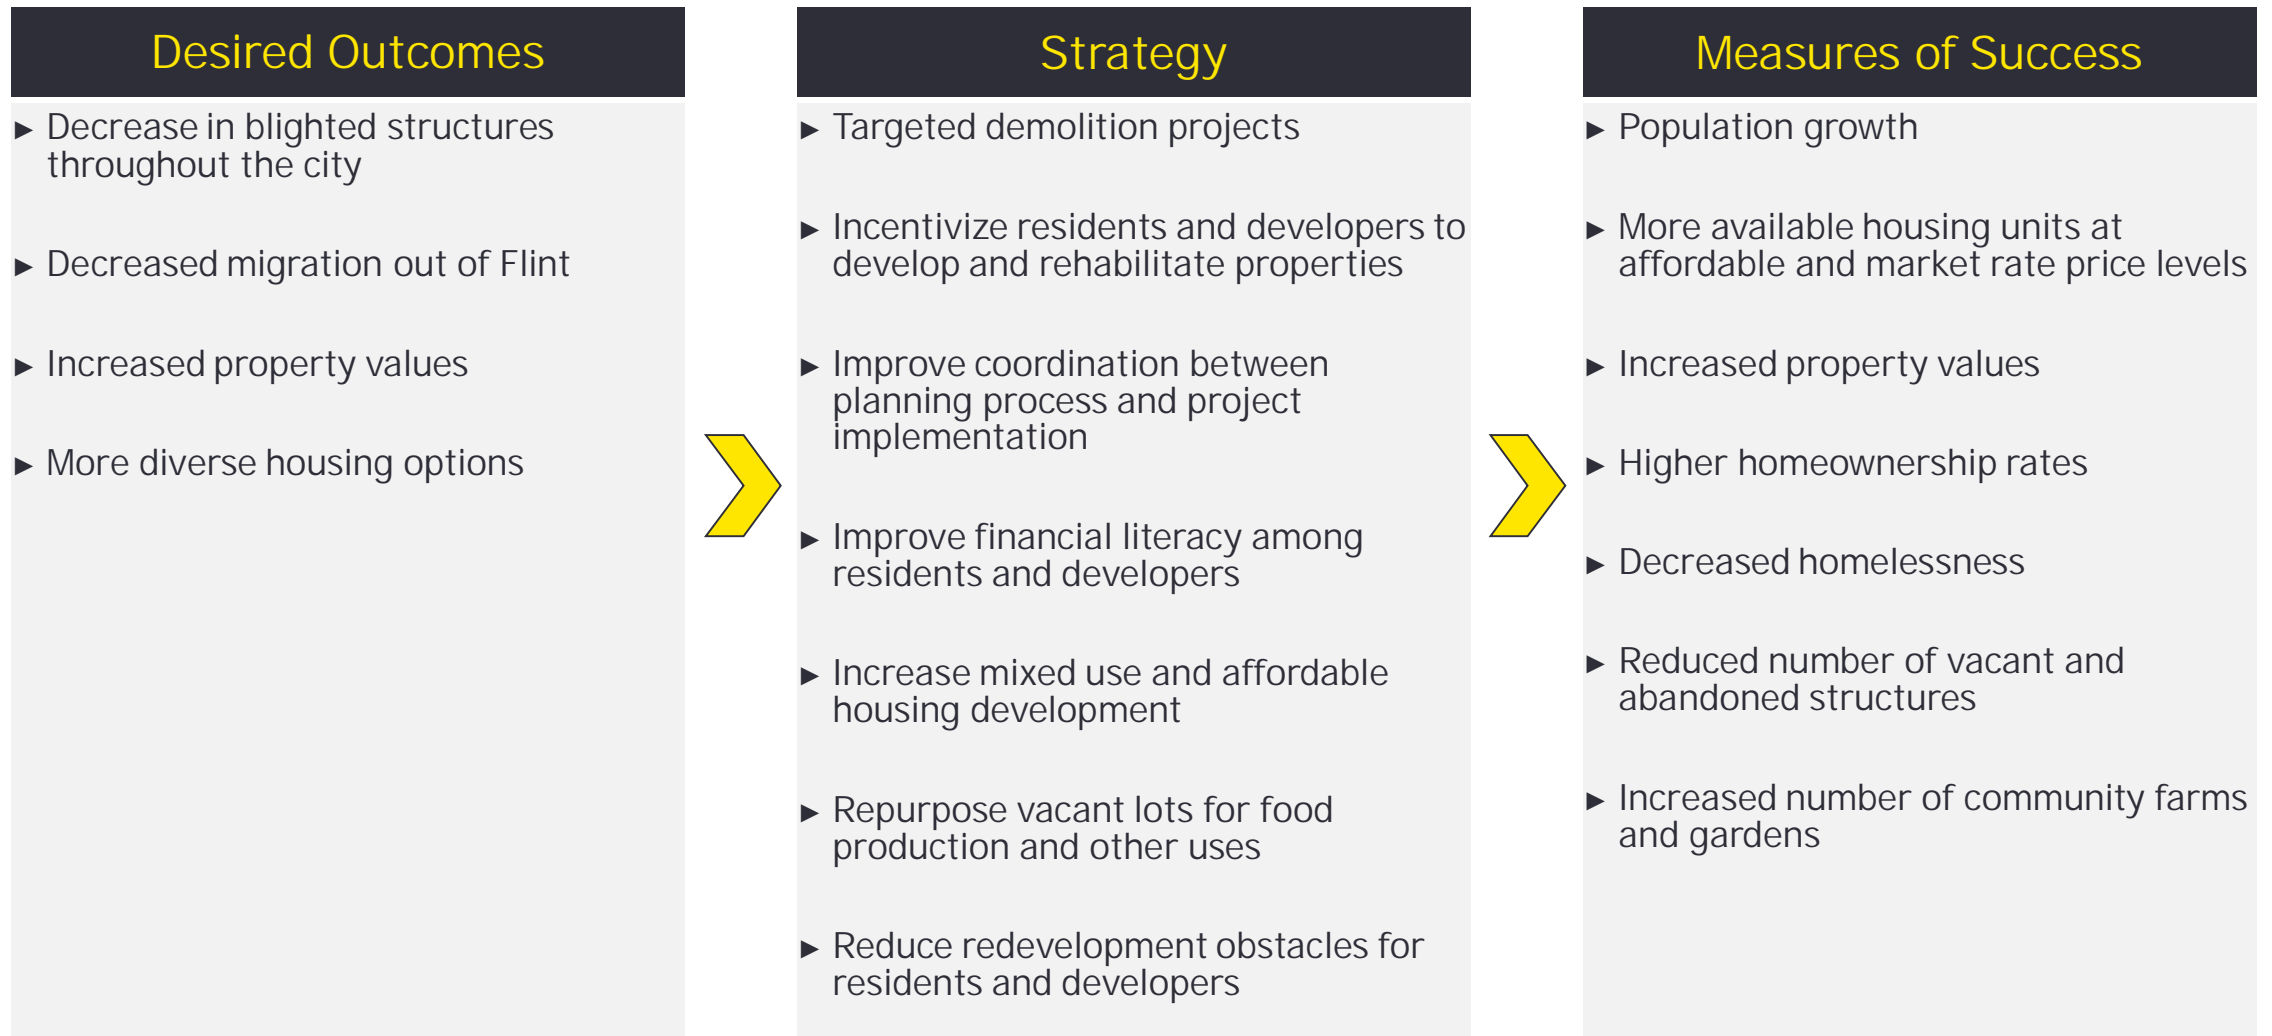 Desired Outcomes
► Decrease in blighted structures
throughout the city
► Decreased migration out of Flint
► Increased property values
► More diverse housing options
Strategy
► Targeted demolition projects
► Incentivize residents and developers to
develop and rehabilitate properties
► Improve coordination between
planning process and project
implementation
► Improve financial literacy among
residents and developers
► Increase mixed use and affordable
housing development
► Repurpose vacant lots for food
production and other uses
► Reduce redevelopment obstacles for
residents and developers
Measures of Success
► Population growth
► More available housing units at
affordable and market rate price levels
► Increased property values
► Higher homeownership rates
► Decreased homelessness
► Reduced number of vacant and
abandoned structures
► Increased number of community farms
and gardens